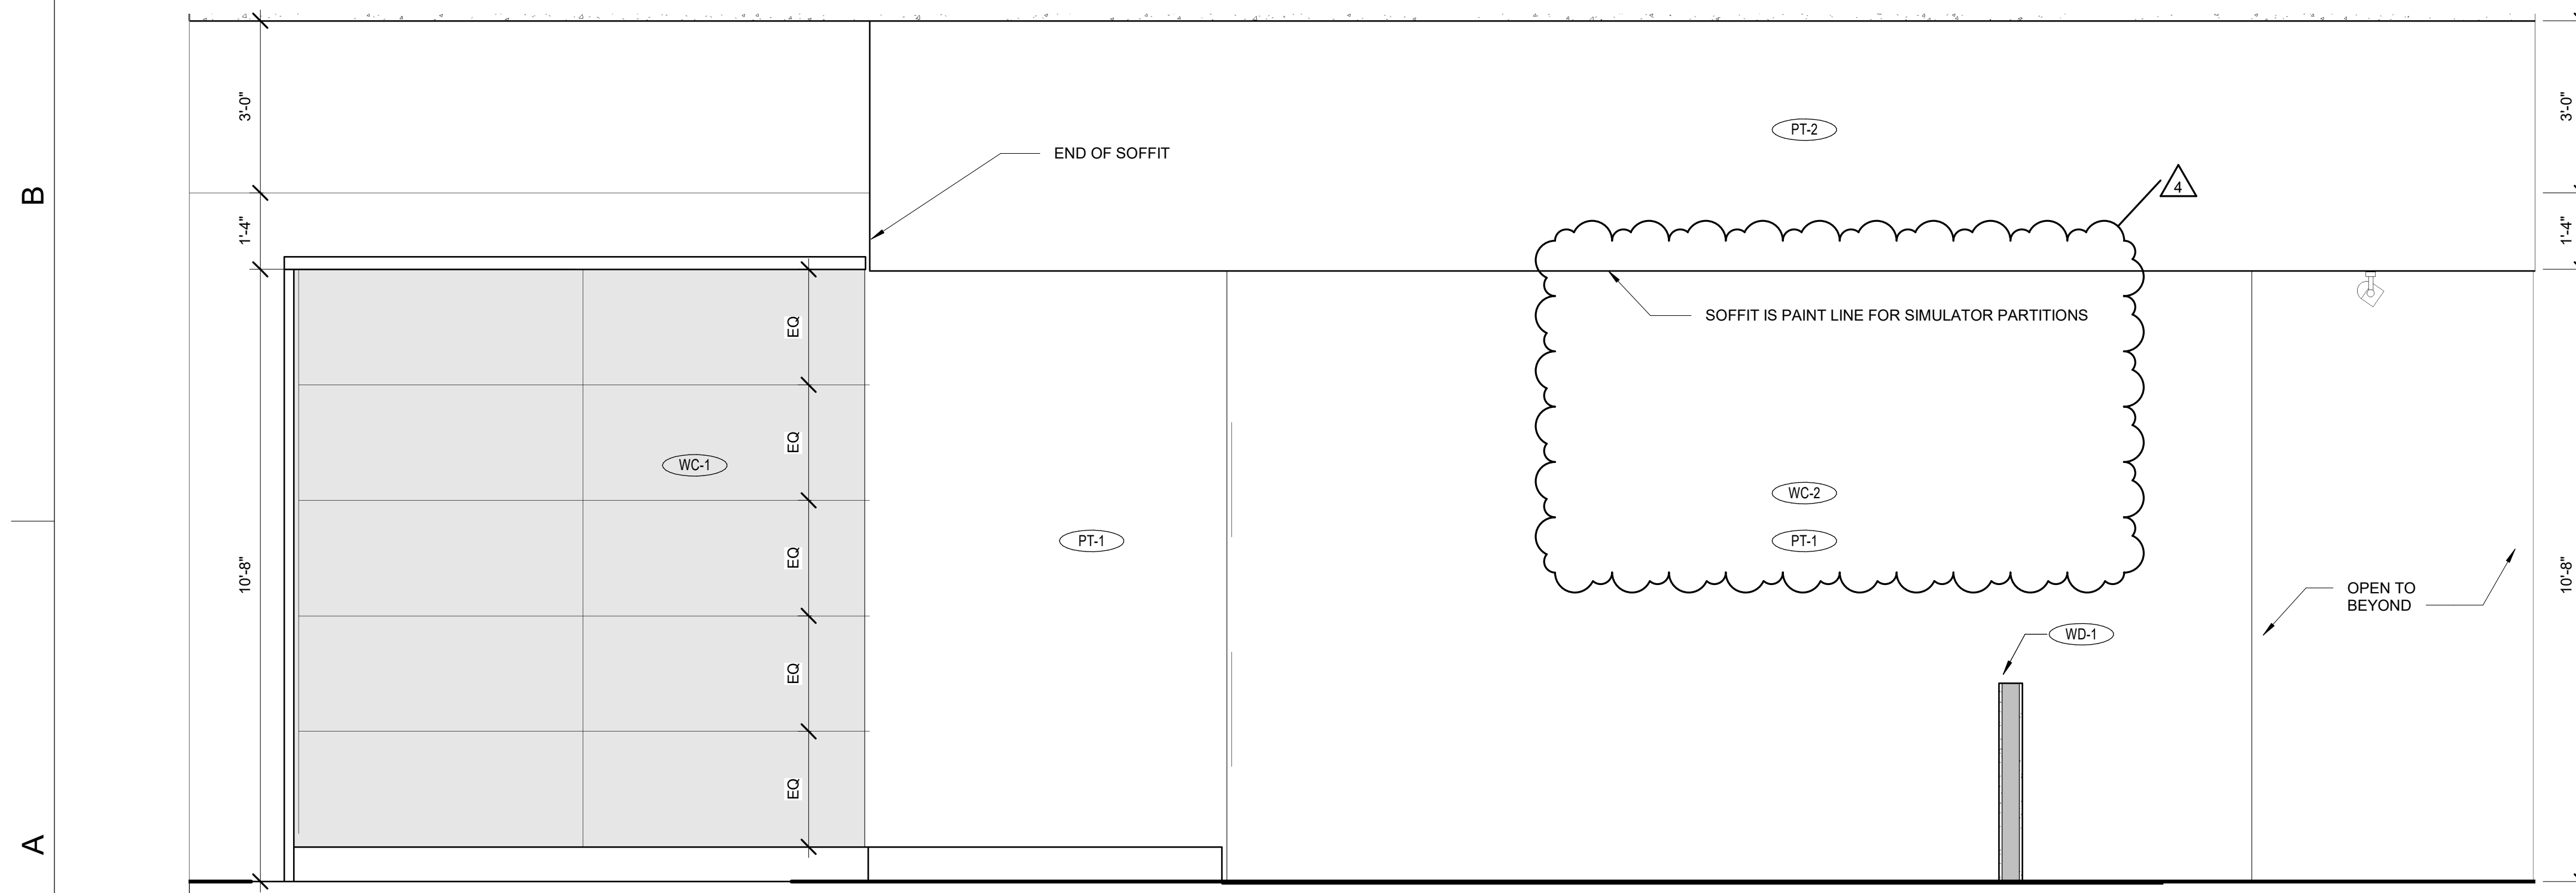 3'-0"
3'-0"
PT-2
END OF SOFFIT
4
B
1'-4"
1'-4"
SOFFIT IS PAINT LINE FOR SIMULATOR PARTITIONS
EQ
EQ
WC-1
WC-2
PT-1
PT-1
EQ
10'-8"
10'-8"
OPEN TO
BEYOND
WD-1
EQ
EQ
A